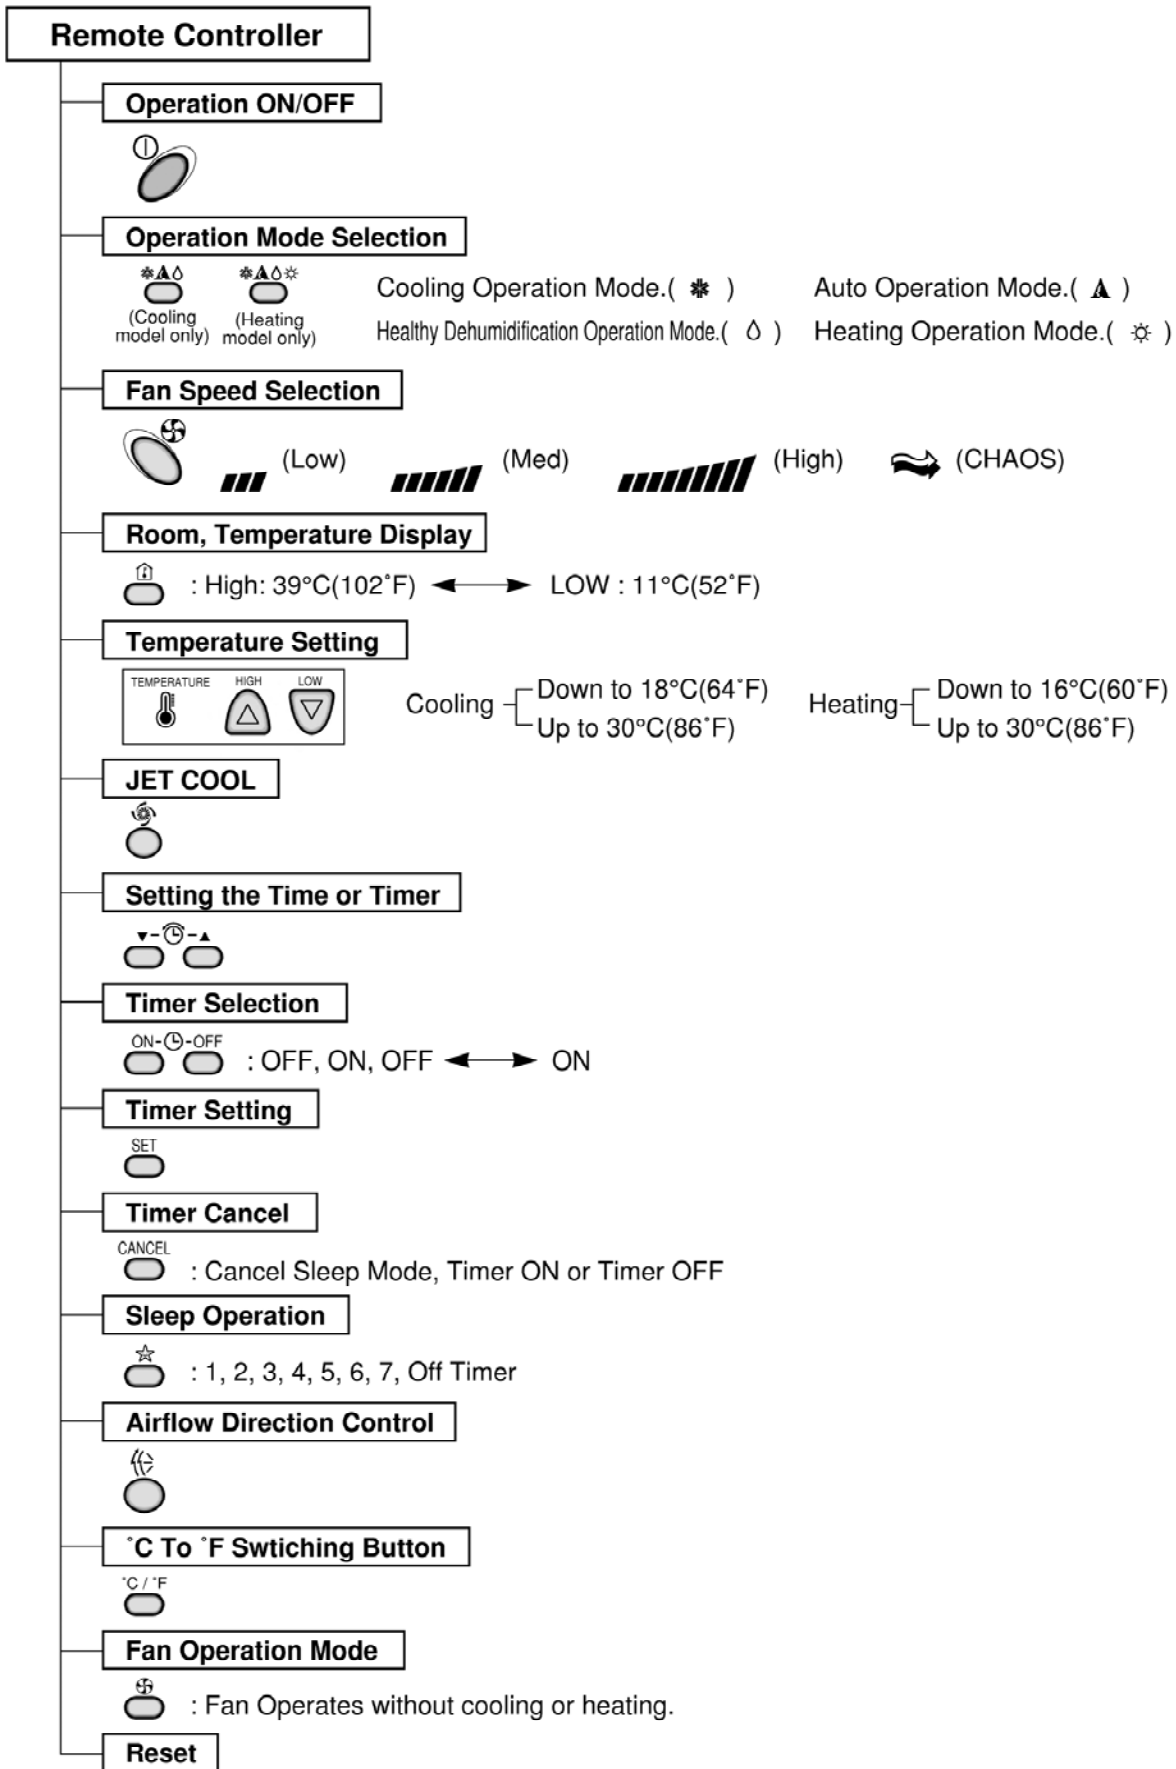 Remote Controller
Operation ON/OFF
Operation Mode Selection
(Cooling model only)
(Heating model only)
Cooling Operation Mode.( ❄ )
Auto Operation Mode.( )
Healthy Dehumidification Operation Mode.( )
Heating Operation Mode.( ☼ )
Fan Speed Selection
(Low) (Med) (High) (CHAOS)
Room, Temperature Display
: High: 39°C(102˚F) ◄──► LOW : 11°C(52˚F)
Temperature Setting
TEMPERATURE HIGH LOW
Cooling
Down to 18°C(64˚F)
Up to 30°C(86˚F)
Heating
Down to 16°C(60˚F)
Up to 30°C(86˚F)
JET COOL
Setting the Time or Timer
Timer Selection
ON- -OFF
: OFF, ON, OFF ◄──► ON
Timer Setting
SET
Timer Cancel
CANCEL
: Cancel Sleep Mode, Timer ON or Timer OFF
Sleep Operation
: 1, 2, 3, 4, 5, 6, 7, Off Timer
Airflow Direction Control
˚C To ˚F Swtiching Button
˚C / ˚F
Fan Operation Mode
: Fan Operates without cooling or heating.
Reset